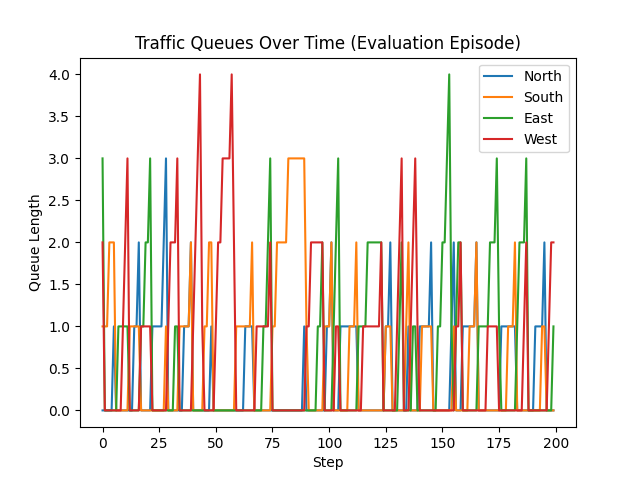 Traffic Queues Over Time (Evaluation Episode)
North
South
East
West
Queue Length
4.0
3.5
3.0
2.5
2.0
1.5
1.0
0.5
0.0
0 25 50 75 100 125 150 175 200
Step